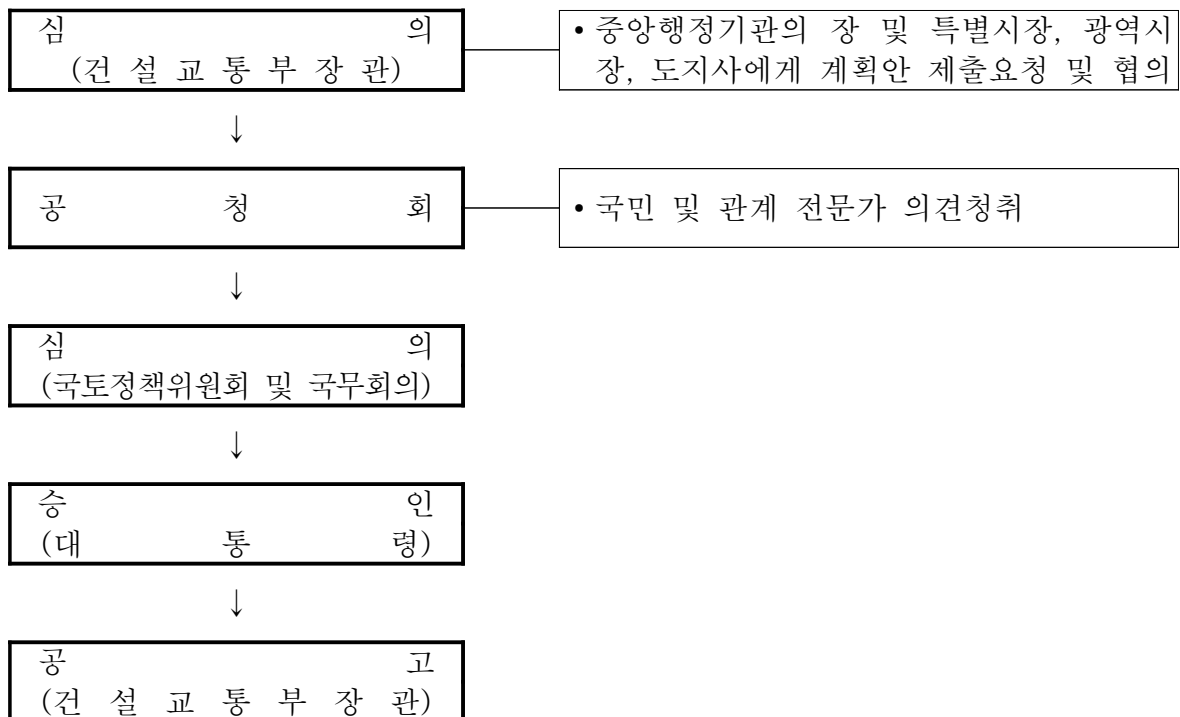 심 의
(건 설 교 통 부 장 관)
• 중앙행정기관의 장 및 특별시장, 광역시
장, 도지사에게 계획안 제출요청 및 협의
↓
공 청 회
• 국민 및 관계 전문가 의견청취
↓
심 의
(국토정책위원회 및 국무회의)
↓
승 인
(대 통 령)
↓
공 고
(건 설 교 통 부 장 관)